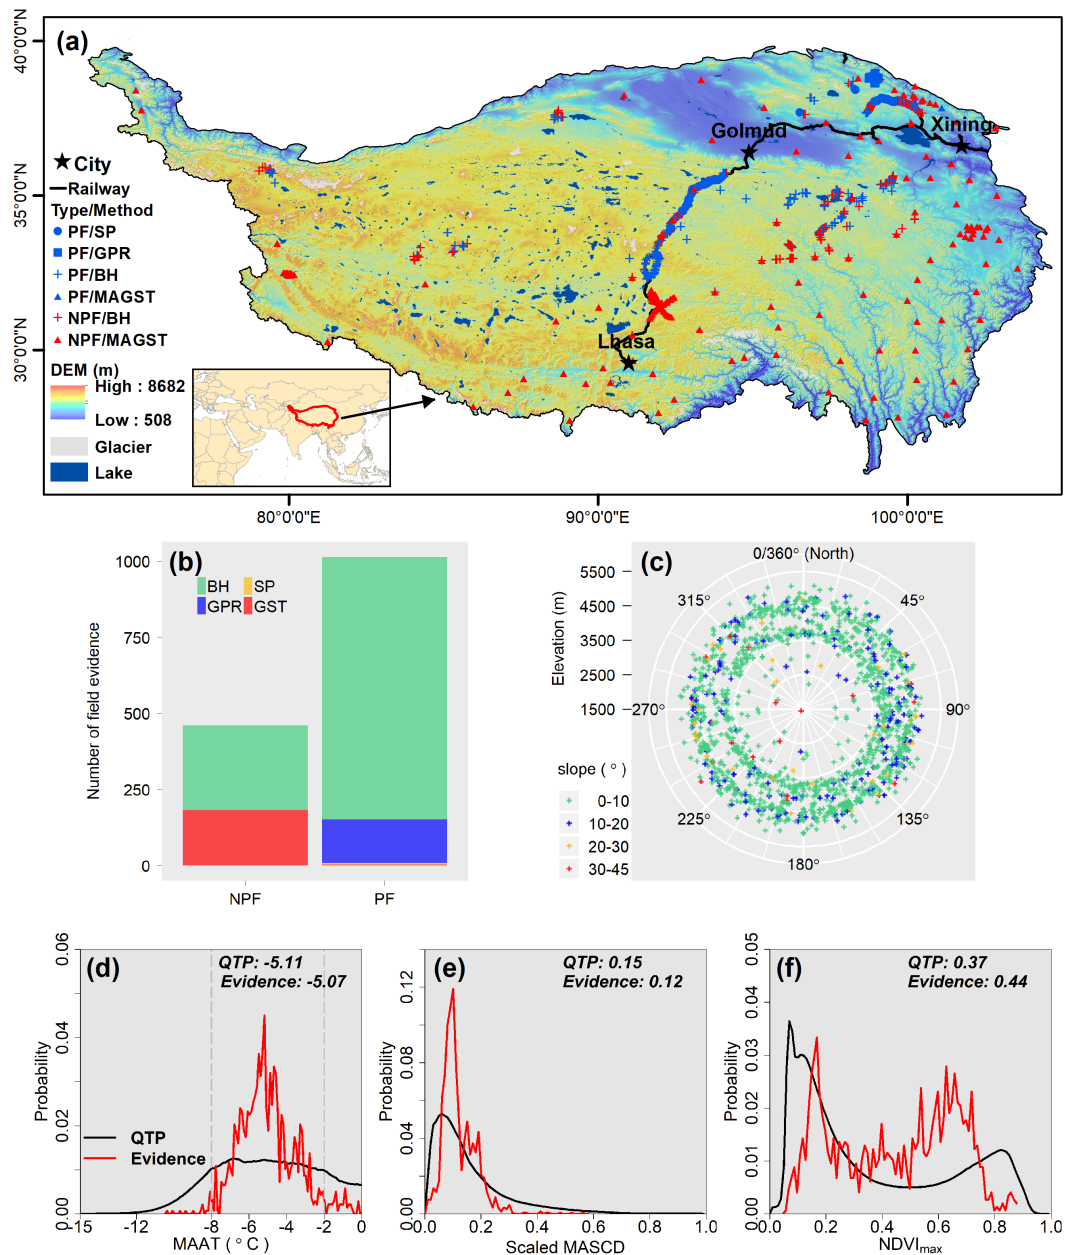 (a)
40°0'0"N
35°0'0"N
30°0'0"N
80°0'0"E
90°0'0"E
100°0'0"E
Golmud
Xining
Lhasa
City
Railway
Type/Method
PF/SP
PF/GPR
PF/BH
PF/MAGST
NPF/BH
NPF/MAGST
DEM (m)
High : 8682
Low : 508
Glacier
Lake
(b)
Number of field evidence
1000
750
500
250
0
BH
SP
GPR
GST
NPF
PF
(c)
Elevation (m)
5500
4500
3500
2500
1500
0/360° (North)
45°
90°
135°
180°
225°
270°
315°
slope ( ° )
0-10
10-20
20-30
30-45
(d)
QTP: -5.11
Evidence: -5.07
Probability
0.06
0.04
0.03
0.01
0.00
QTP
Evidence
-15
-8
-6
-4
-2
0
MAAT ( ° C )
(e)
QTP: 0.15
Evidence: 0.12
Probability
0.12
0.08
0.04
0.00
0.0
0.2
0.4
0.6
0.8
1.0
Scaled MASCD
(f)
QTP: 0.37
Evidence: 0.44
Probability
0.05
0.04
0.03
0.02
0.01
0.00
0.0
0.2
0.4
0.6
0.8
1.0
NDVImax